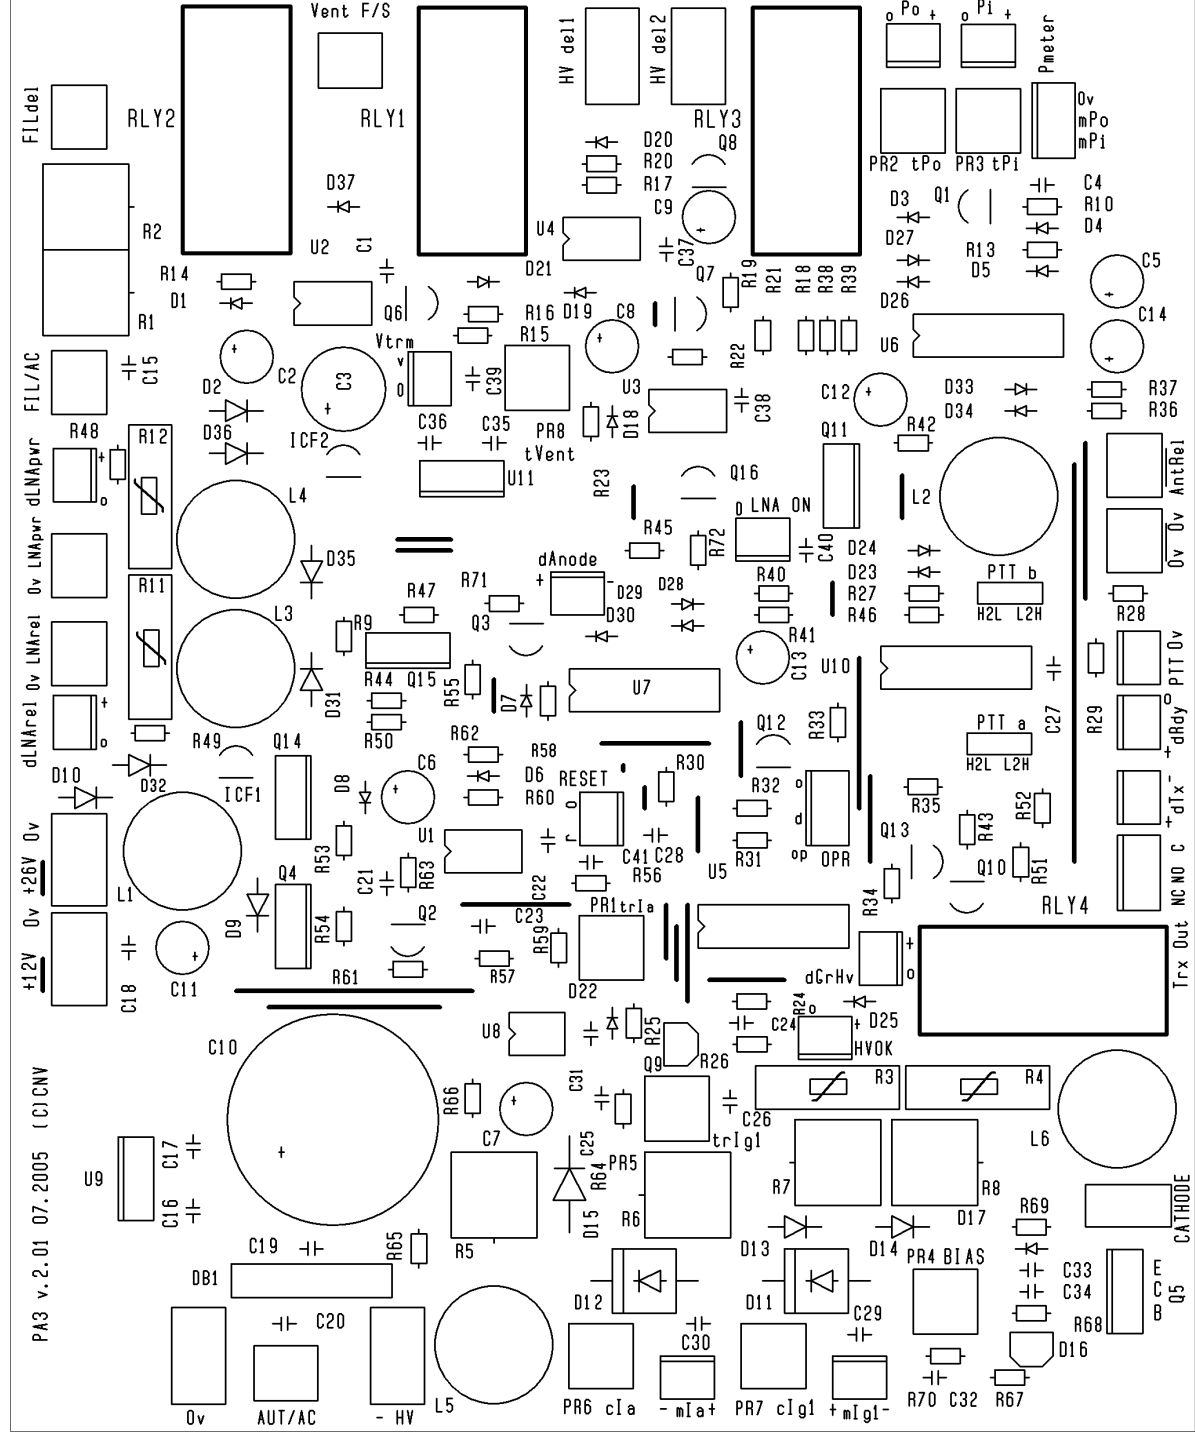 Vent F/S
HV del1
HV del2
Po
o +
Pi
o +
Pmeter
FILdel
RLY2
RLY1
RLY3
0v
mPo
mPi
D20
R20
R17
Q8
PR2 tPo
PR3 tPi
D37
C9
D3
Q1
C4
R10
D4
R2
U2
C1
U4
C37
D27
R13
D5
R14
D1
D21
Q7
R19
R21
R18
R38
R39
C5
D26
R1
Q6
R16
D19
C8
C14
Vtrm
v
0
R15
R22
U6
FIL/AC
C15
D2
C2
C3
C39
U3
C38
C12
D33
D34
R37
R36
R48
R12
D36
ICF2
C36
C35
PR8
tVent
D18
Q11
R42
dLNApwr
+
o
U11
R23
Q16
L2
AntRel
L4
o LNA ON
0v LNApwr
R45
R72
C40
D24
0v 0v
D35
dAnode
+ -
D29
D28
D23
PTT b
R11
R47
R71
D30
R40
R27
R46
H2L L2H
R28
L3
R9
Q3
R41
C13
0v LNArel
U10
PTT 0v
R44
Q15
R55
D7
U7
D31
dLNArel
+
o
R50
R33
PTT a
C27
R29
o
dRdy
+
R49
Q14
R62
R58
Q12
H2L L2H
D10
D32
ICF1
D8
C6
D6
R60
RESET
o
r
R30
R32
o
d
op
R35
R52
dTx -
+
0v
R53
U1
C41
C28
R31
OPR
Q13
R43
+26V
L1
Q4
C21
R63
C22
R56
U5
Q10
R51
NC NO C
R34
0v
D9
R54
Q2
C23
PR1 trIa
RLY4
R59
+
o
+12V
C18
C11
R61
R57
D22
dGrHv
Trx Out
C10
U8
R25
C24
R24
o
+
D25
HVOK
Q9
R26
C31
R66
C26
R3
R4
PA3 v.2.01 07.2005 (C)CNV
C7
trIg1
L6
C17
U9
C25
R64
PR5
R7
R8
C16
D15
R6
D17
R69
CATHODE
C19
R65
R5
D13
D14
PR4 BIAS
DB1
C33
C34
E
C
B
Q5
D12
D11
C20
C30
C29
R68
D16
L5
0v
AUT/AC
- HV
PR6 cIa
- mIa +
PR7 cIg1
+ mIg1 -
R70
C32
R67